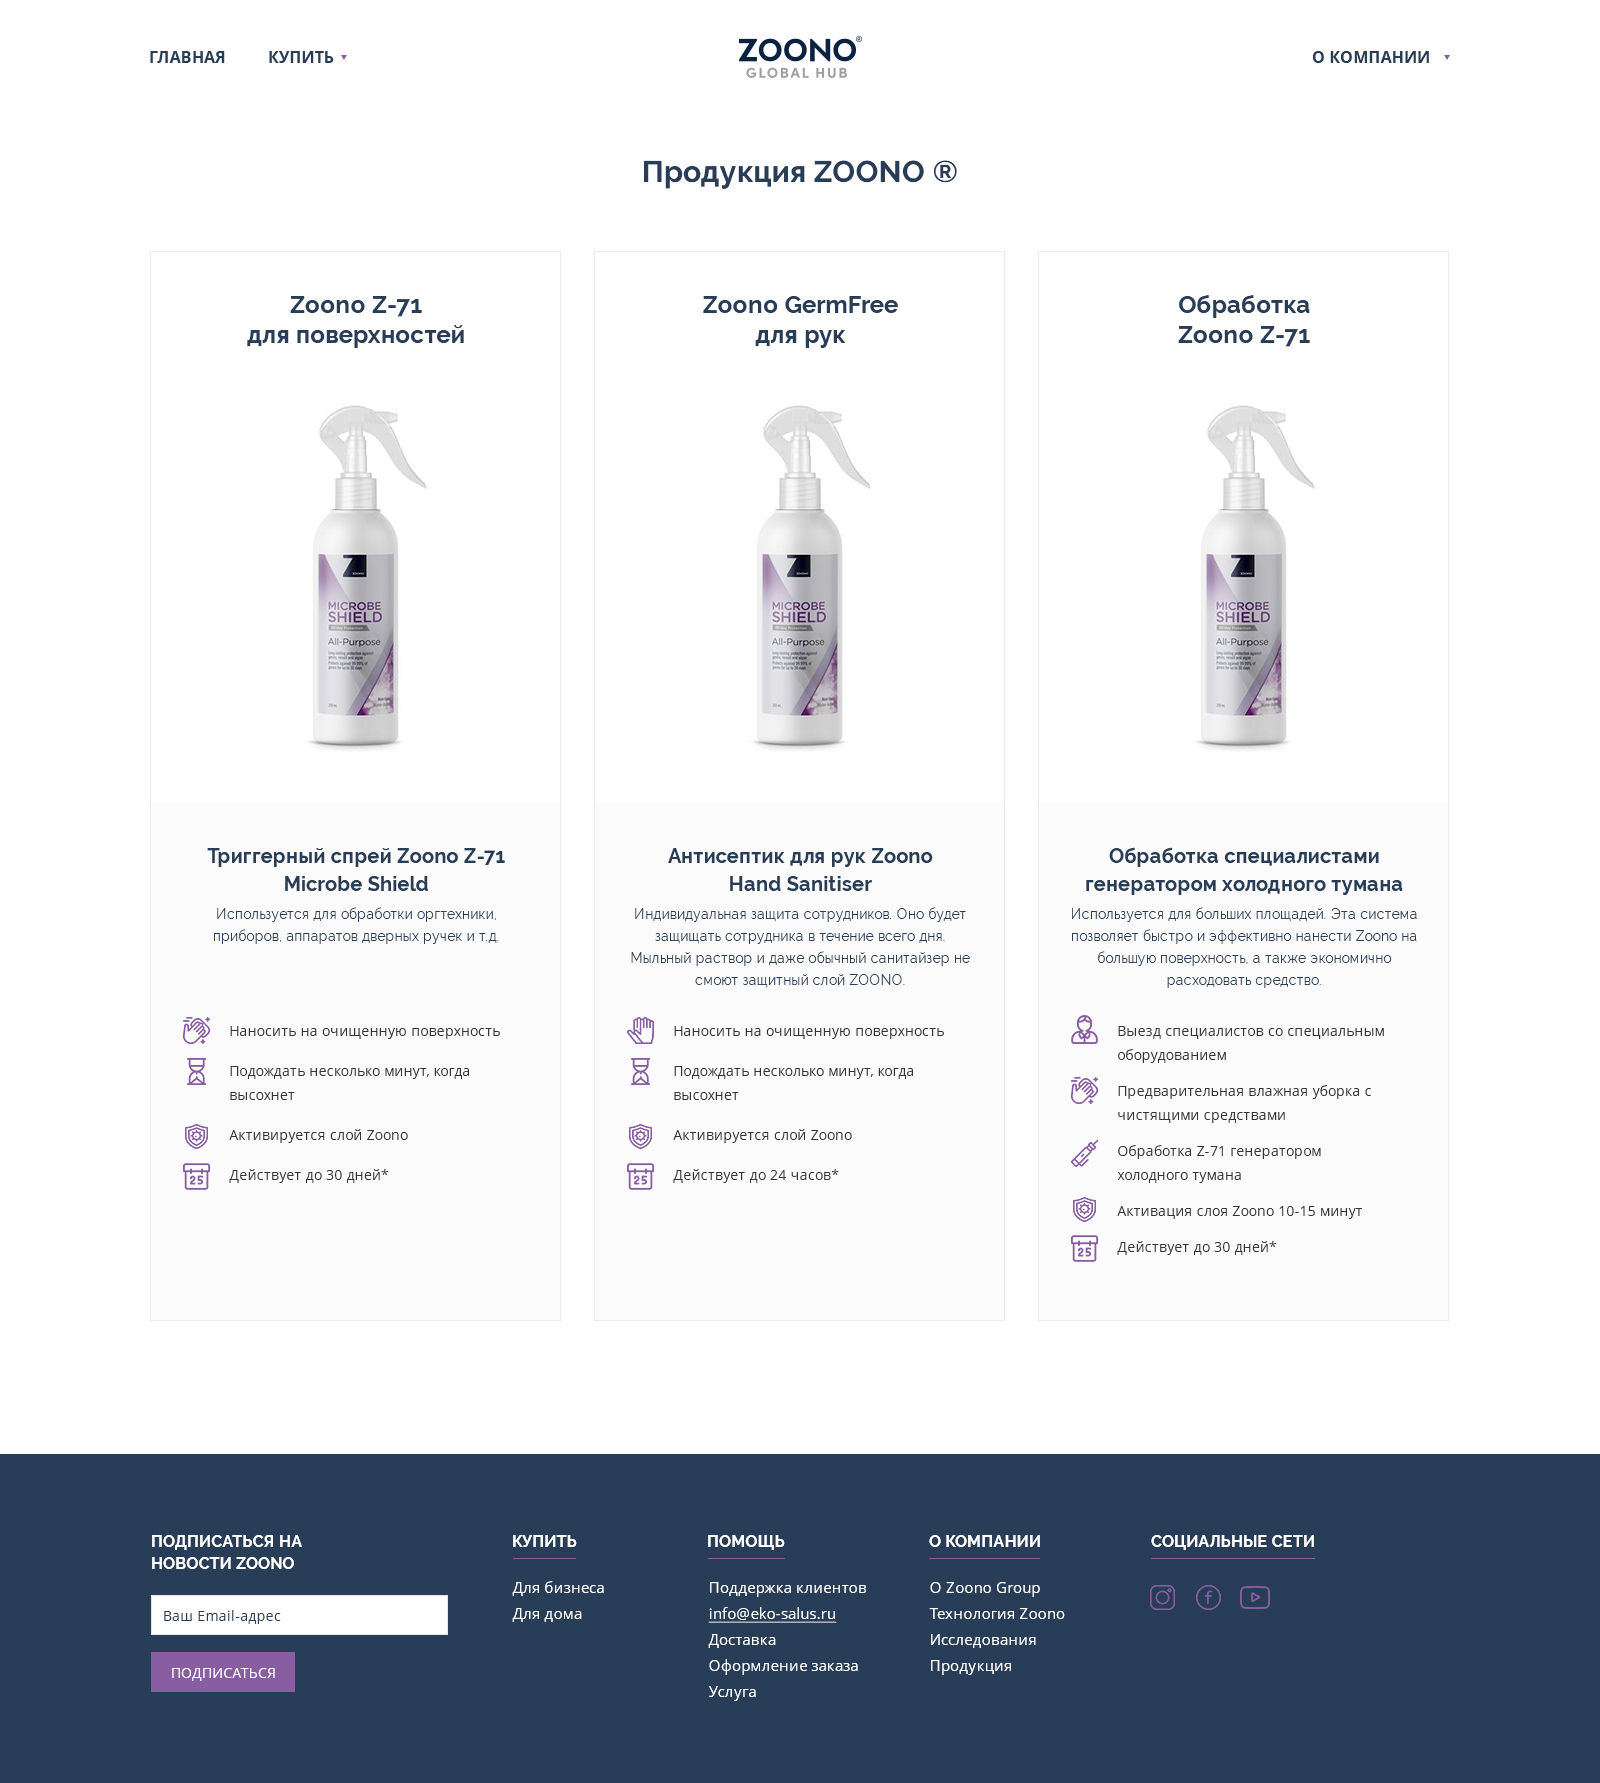 ГЛАВНАЯ КУПИТЬ
ZOONO®
GLOBAL HUB
О КОМПАНИИ
Продукция ZOONO ®
Zoono Z-71
для поверхностей
MICROBE
SHIELD
All-Purpose
Триггерный спрей Zoono Z-71
Microbe Shield
Используется для обработки оргтехники,
приборов, аппаратов дверных ручек и т.д.
Наносить на очищенную поверхность
Подождать несколько минут, когда
высохнет
Активируется слой Zoono
25
Действует до 30 дней*
Zoono GermFree
для рук
MICROBE
SHIELD
All-Purpose
Антисептик для рук Zoono
Hand Sanitiser
Индивидуальная защита сотрудников. Оно будет
защищать сотрудника в течение всего дня.
Мыльный раствор и даже обычный санитайзер не
смоют защитный слой ZOONO.
Наносить на очищенную поверхность
Подождать несколько минут, когда
высохнет
Активируется слой Zoono
25
Действует до 24 часов*
Обработка
Zoono Z-71
MICROBE
SHIELD
All-Purpose
Обработка специалистами
генератором холодного тумана
Используется для больших площадей. Эта система
позволяет быстро и эффективно нанести Zoono на
большую поверхность, а также экономично
расходовать средство.
Выезд специалистов со специальным
оборудованием
Предварительная влажная уборка с
чистящими средствами
Обработка Z-71 генератором
холодного тумана
Активация слоя Zoono 10-15 минут
25
Действует до 30 дней*
ПОДПИСАТЬСЯ НА
НОВОСТИ ZOONO
Ваш Email-адрес
ПОДПИСАТЬСЯ
КУПИТЬ
Для бизнеса
Для дома
ПОМОЩЬ
Поддержка клиентов
info@eko-salus.ru
Доставка
Оформление заказа
Услуга
О КОМПАНИИ
О Zoono Group
Технология Zoono
Исследования
Продукция
СОЦИАЛЬНЫЕ СЕТИ